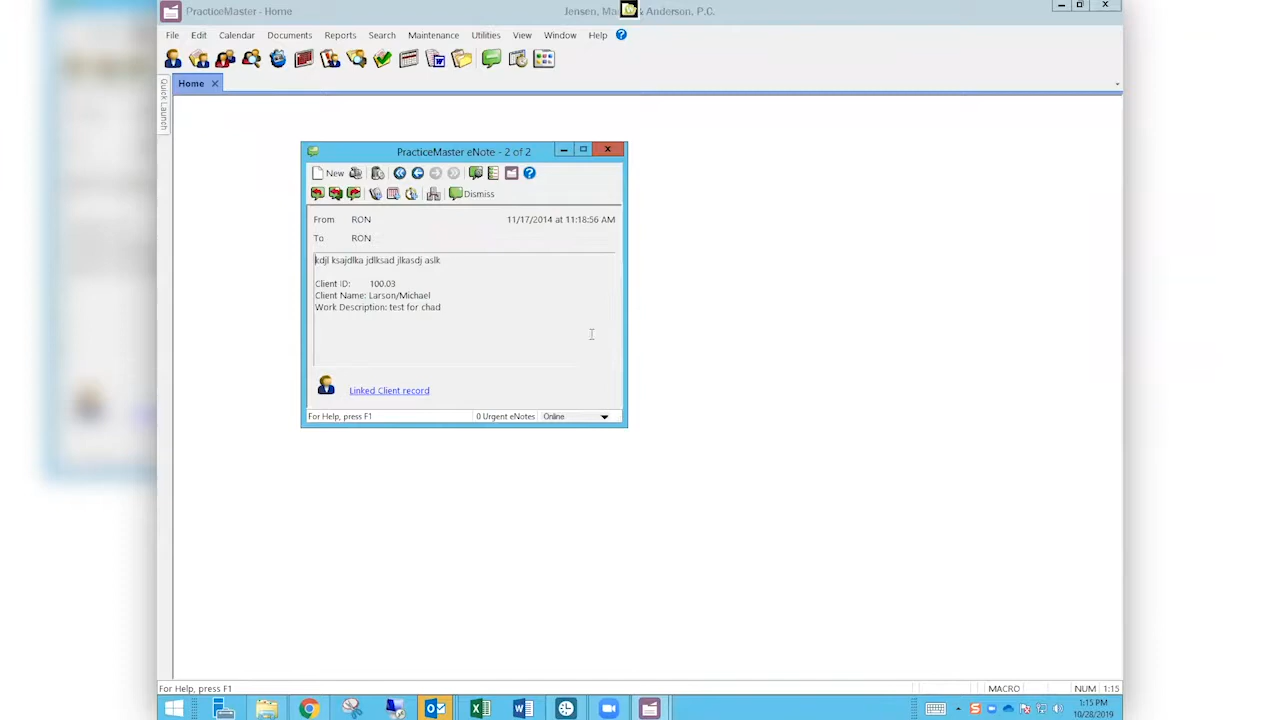 PracticeMaster - Home
Jensen, Ma Anderson, P.C.
File Edit Calendar Documents Reports Search Maintenance Utilities View Window Help
Home
Quick Launch
PracticeMaster eNote - 2 of 2
New
Dismiss
From RON 11/17/2014 at 11:18:56 AM
To RON
kdjl ksajdlka jdlksad jlkasdj aslk
Client ID: 100.03
Client Name: Larson/Michael
Work Description: test for chad
Linked Client record
For Help, press F1 0 Urgent eNotes Online
For Help, press F1 MACRO NUM 1:15
1:15 PM
10/28/2019